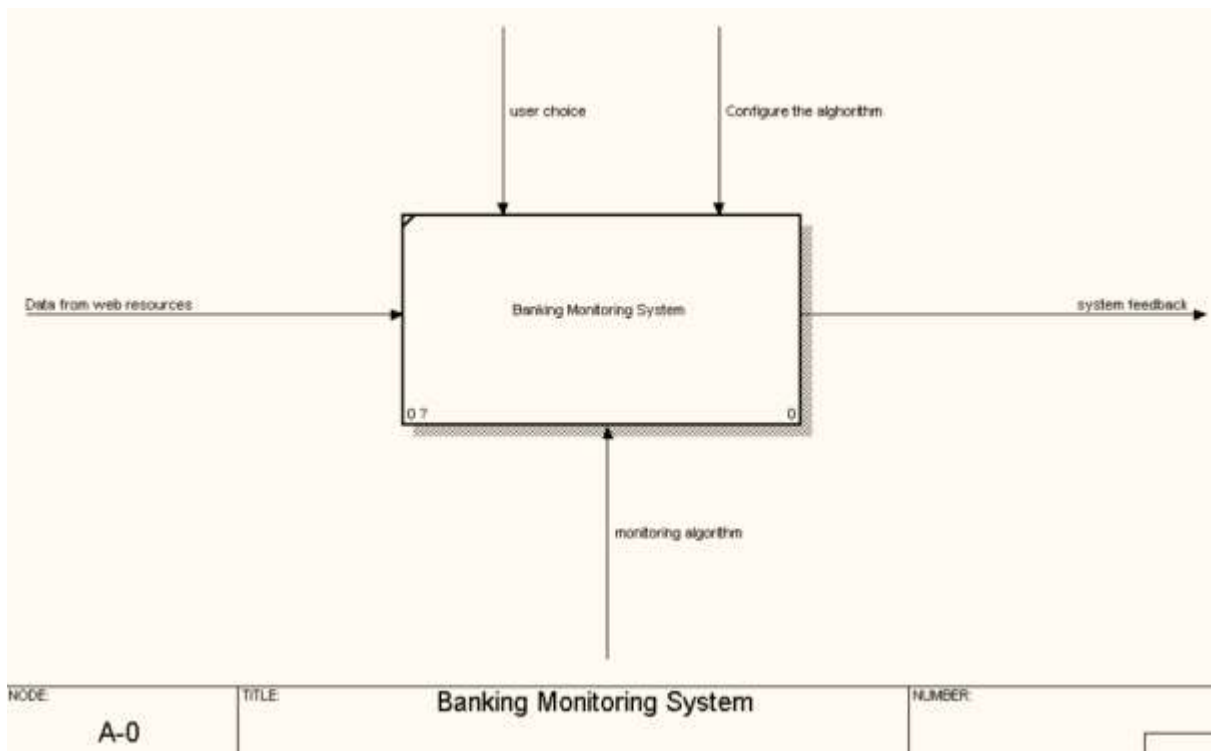 user choice
Configure the alghorithm
Data from web resources
Banking Monitoring System
system feedback
0 ?
0
monitoring algorithm
NODE:
TITLE:
Banking Monitoring System
NUMBER:
A-0